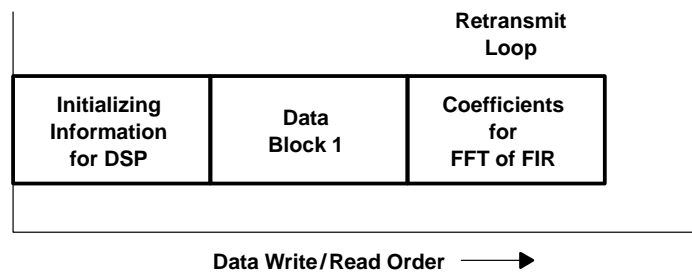 Retransmit
Loop
Initializing
Information
for DSP
Data
Block 1
Coefficients
for
FFT of FIR
Data Write/Read Order